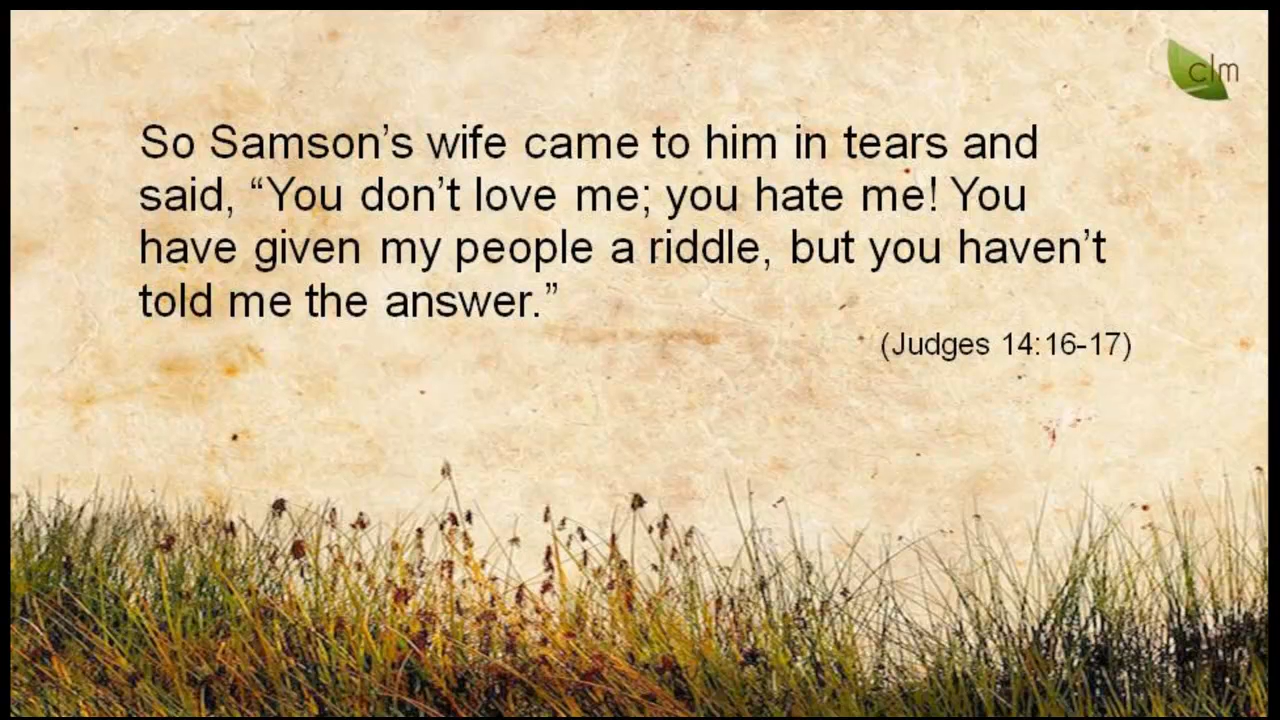 clm
So Samson’s wife came to him in tears and
said, “You don’t love me; you hate me! You
have given my people a riddle, but you haven’t
told me the answer.”
(Judges 14:16-17)